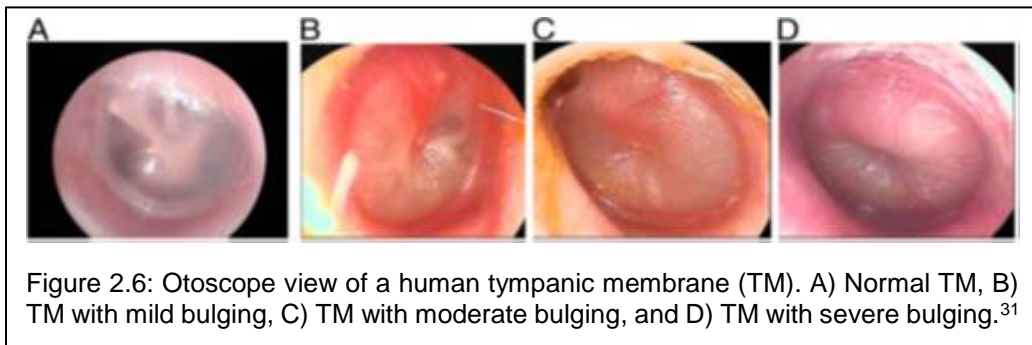 A B C D
Figure 2.6: Otoscope view of a human tympanic membrane (TM). A) Normal TM, B)
TM with mild bulging, C) TM with moderate bulging, and D) TM with severe bulging.³¹